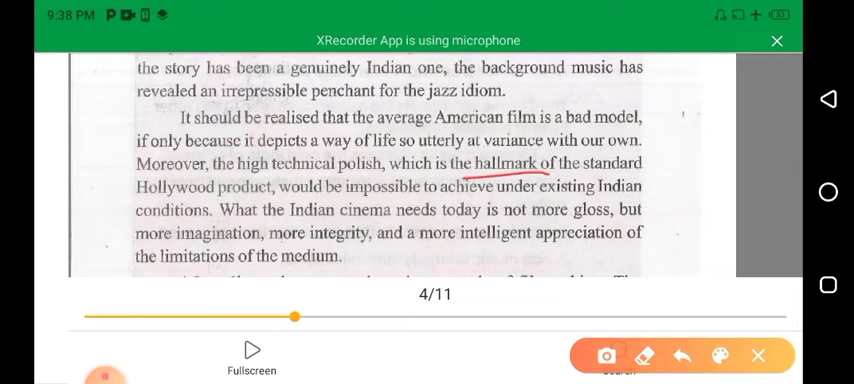 9:38 PM
33
XRecorder App is using microphone
the story has been a genuinely Indian one, the background music has
revealed an irrepressible penchant for the jazz idiom.
It should be realised that the average American film is a bad model,
if only because it depicts a way of life so utterly at variance with our own.
Moreover, the high technical polish, which is the hallmark of the standard
Hollywood product, would be impossible to achieve under existing Indian
conditions. What the Indian cinema needs today is not more gloss, but
more imagination, more integrity, and a more intelligent appreciation of
the limitations of the medium.
4/11
Fullscreen